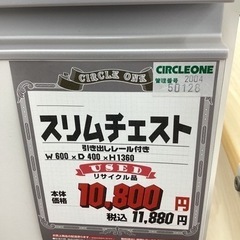 CIRCLE ONE
CIRCLEONE
管理番号 2004
50126
スリムチェスト
引き出しレール付き
W600×D400×H1360
USED
リサイクル品
本体価格 10,800円
税込 11,880円